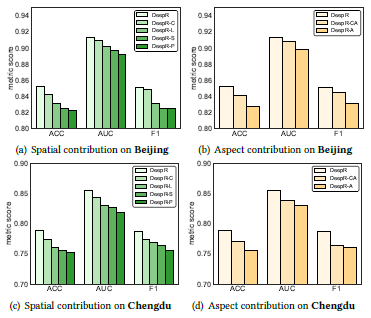 0.94
0.92
0.90
0.88
0.86
0.84
0.82
0.80
metric score
DeepR
DeepR-C
DeepR-L
DeepR-S
DeepR-P
ACC AUC F1
(a) Spatial contribution on Beijing
0.94
0.92
0.90
0.88
0.86
0.84
0.82
0.80
metric score
DeepR
DeepR-CA
DeepR-A
ACC AUC F1
(b) Aspect contribution on Beijing
0.90
0.85
0.80
0.75
0.70
metric score
DeepR
DeepR-C
DeepR-L
DeepR-S
DeepR-P
ACC AUC F1
(c) Spatial contribution on Chengdu
0.90
0.85
0.80
0.75
0.70
metric score
DeepR
DeepR-CA
DeepR-A
ACC AUC F1
(d) Aspect contribution on Chengdu